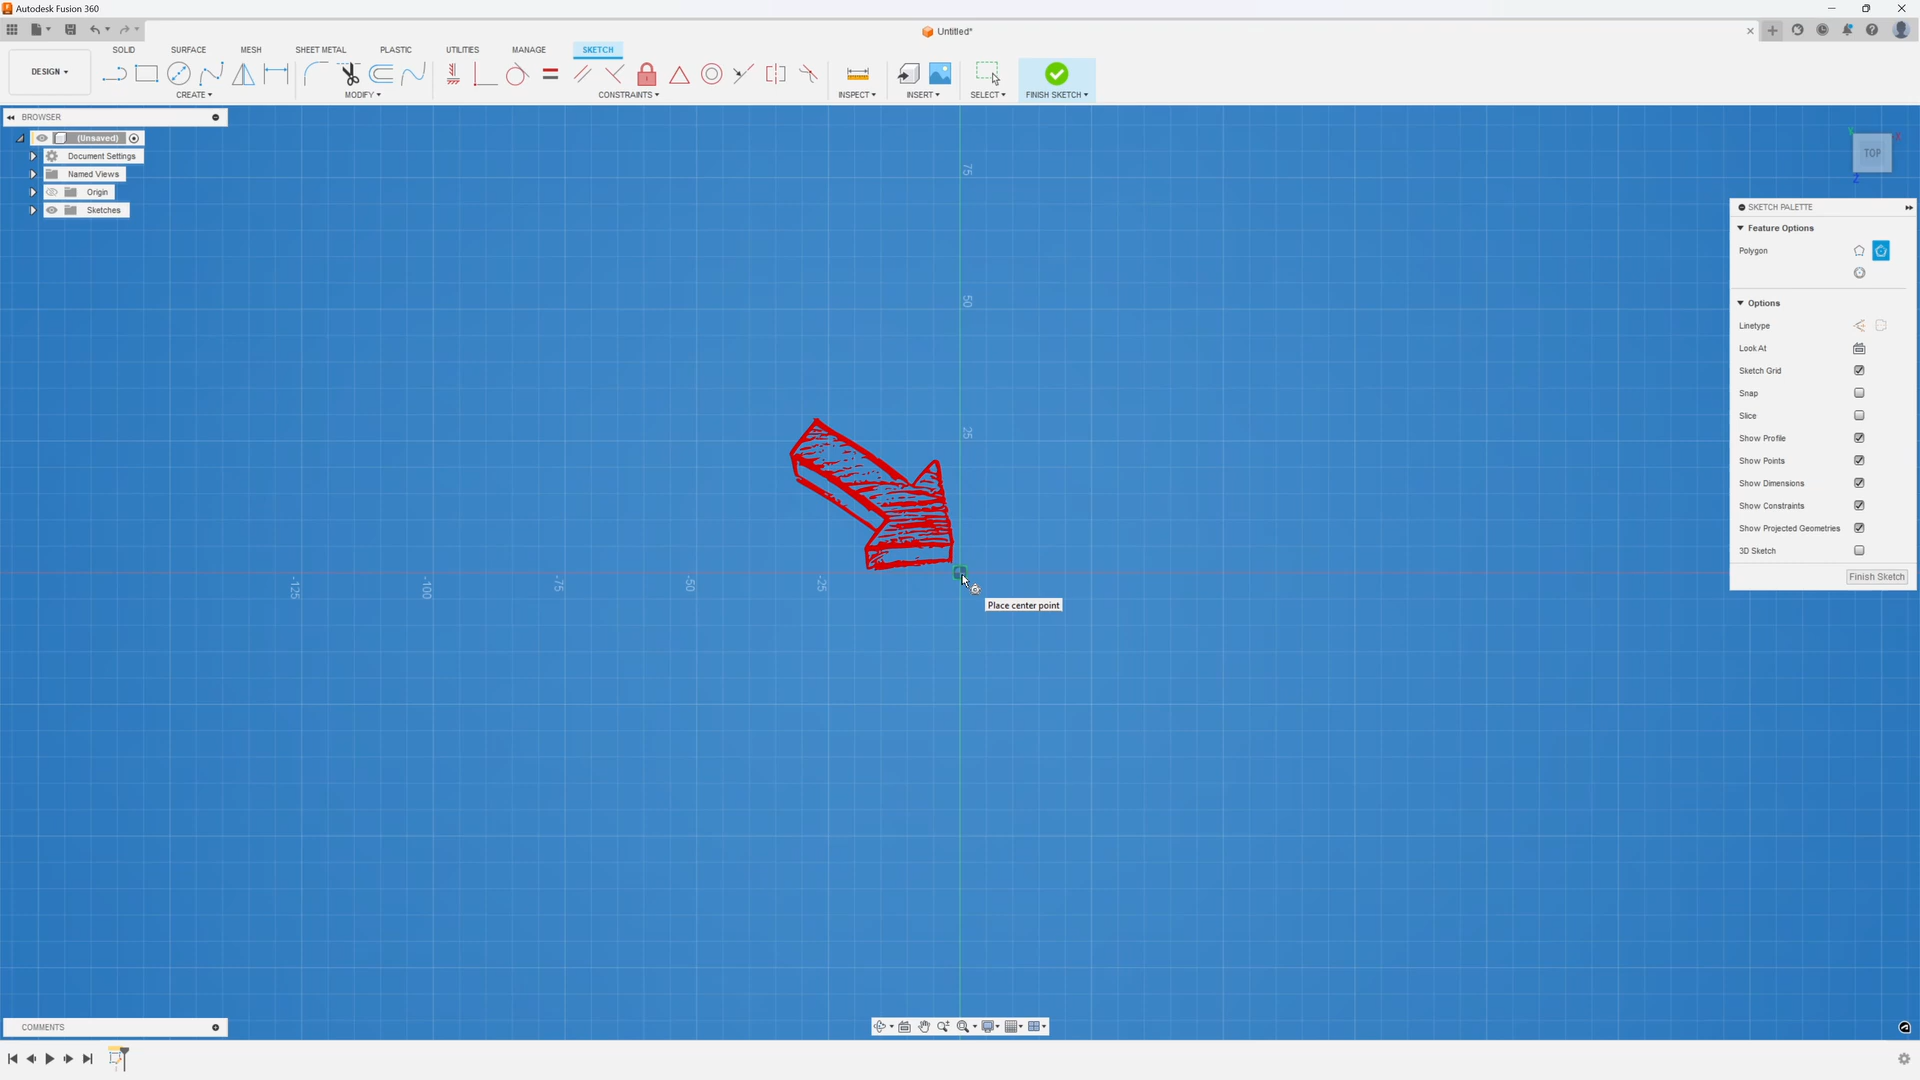 Autodesk Fusion 360
Untitled*
DESIGN
SOLID
SURFACE
MESH
SHEET METAL
PLASTIC
UTILITIES
MANAGE
SKETCH
CREATE
MODIFY
CONSTRAINTS
INSPECT
INSERT
SELECT
FINISH SKETCH
BROWSER
(Unsaved)
Document Settings
Named Views
Origin
Sketches
75
50
25
-125
-100
-75
-50
-25
Place center point
Y
X
TOP
Z
SKETCH PALETTE
Feature Options
Polygon
Options
Linetype
Look At
Sketch Grid
Snap
Slice
Show Profile
Show Points
Show Dimensions
Show Constraints
Show Projected Geometries
3D Sketch
Finish Sketch
COMMENTS